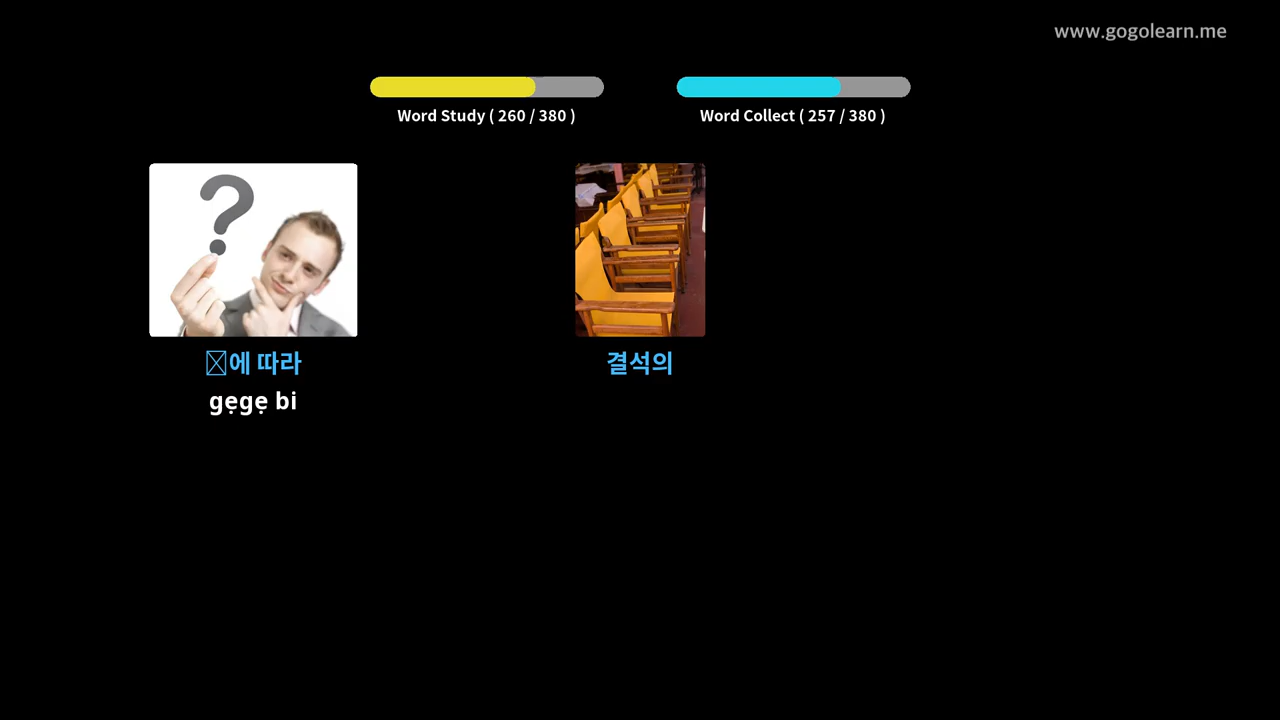 www.gogolearn.me
Word Study ( 260 / 380 )
Word Collect ( 257 / 380 )
에 따라
gẹgẹ bi
결석의